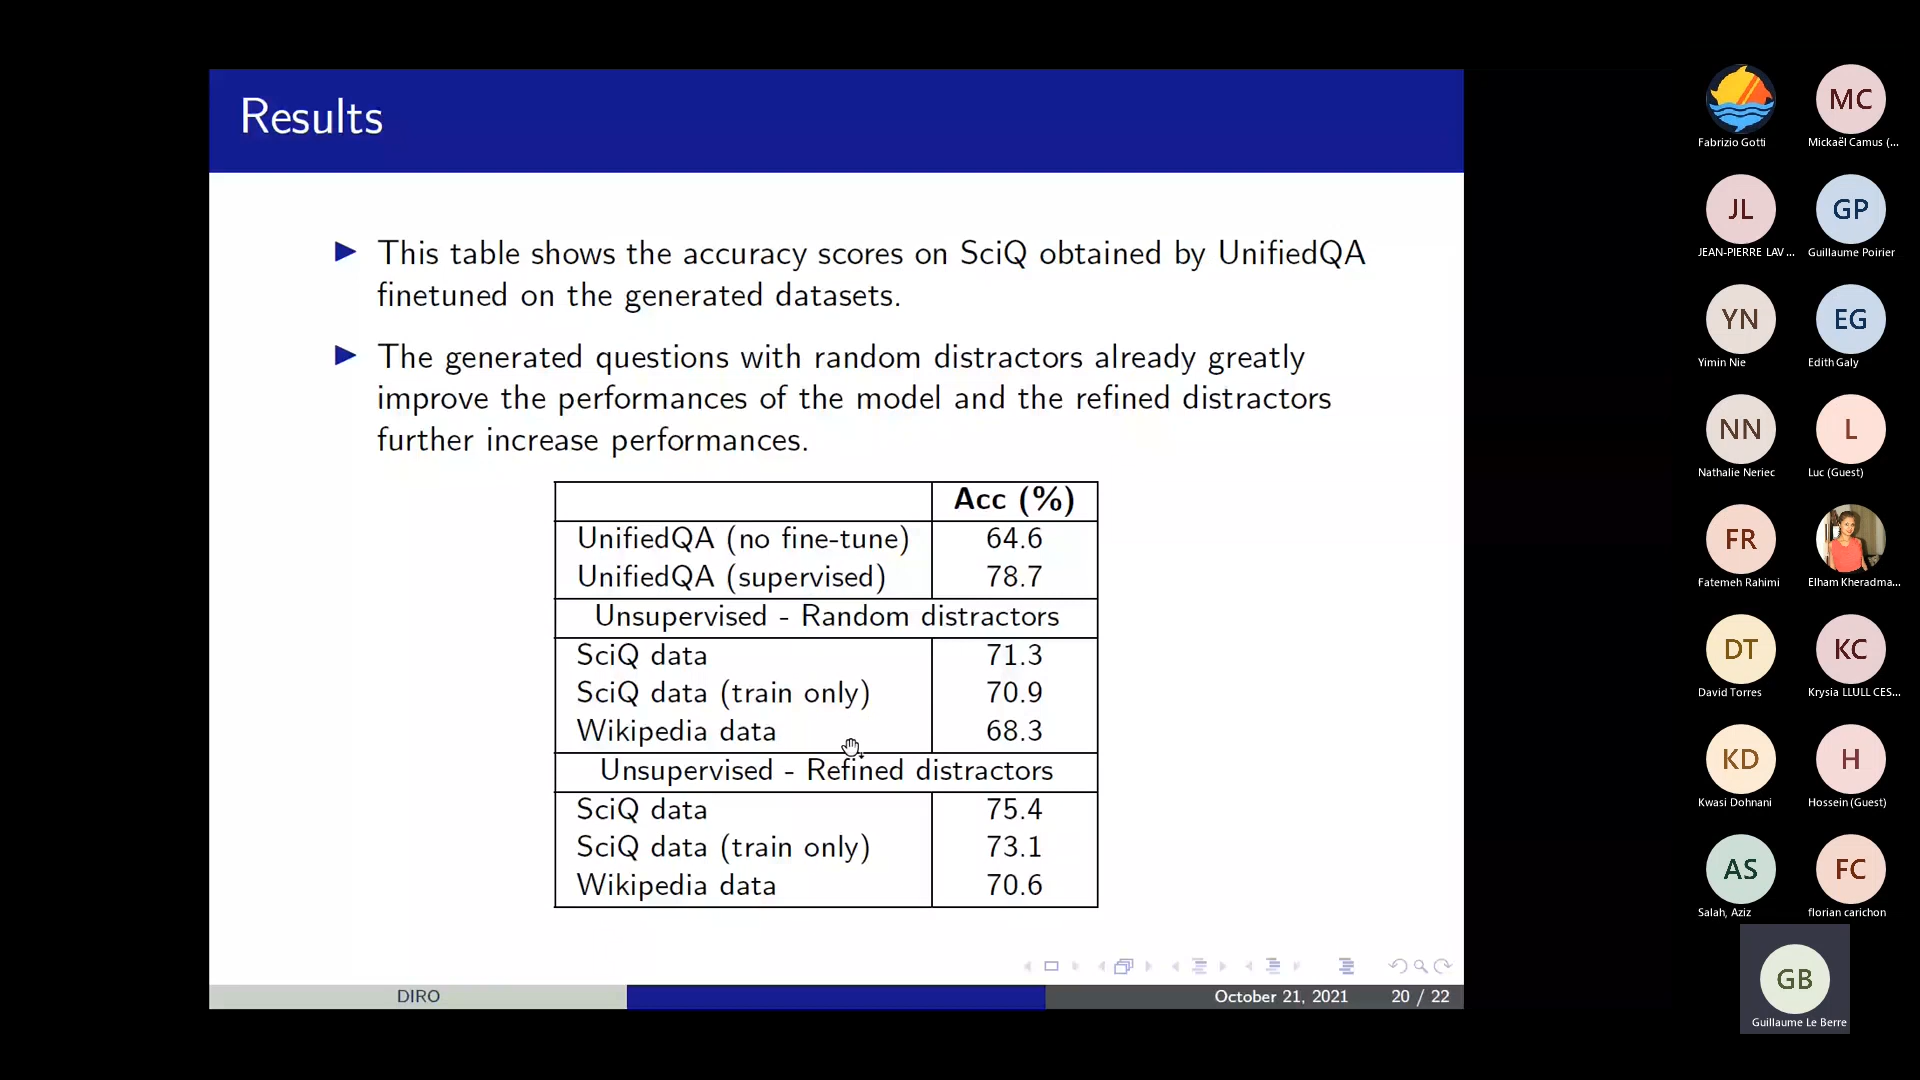 Results
This table shows the accuracy scores on SciQ obtained by UnifiedQA
finetuned on the generated datasets.
The generated questions with random distractors already greatly
improve the performances of the model and the refined distractors
further increase performances.
Acc (%)
UnifiedQA (no fine-tune) 64.6
UnifiedQA (supervised) 78.7
Unsupervised - Random distractors
SciQ data 71.3
SciQ data (train only) 70.9
Wikipedia data 68.3
Unsupervised - Refined distractors
SciQ data 75.4
SciQ data (train only) 73.1
Wikipedia data 70.6
DIRO October 21, 2021 20 / 22
MC
Fabrizio Gotti Mickaël Camus (...
JL GP
JEAN-PIERRE LAV... Guillaume Poirier
YN EG
Yimin Nie Edith Galy
NN L
Nathalie Neriec Luc (Guest)
FR
Fatemeh Rahimi Elham Kheradma...
DT KC
David Torres Krysia LLULL CES...
KD H
Kwasi Dohnani Hossein (Guest)
AS FC
Salah, Aziz florian carichon
GB
Guillaume Le Berre